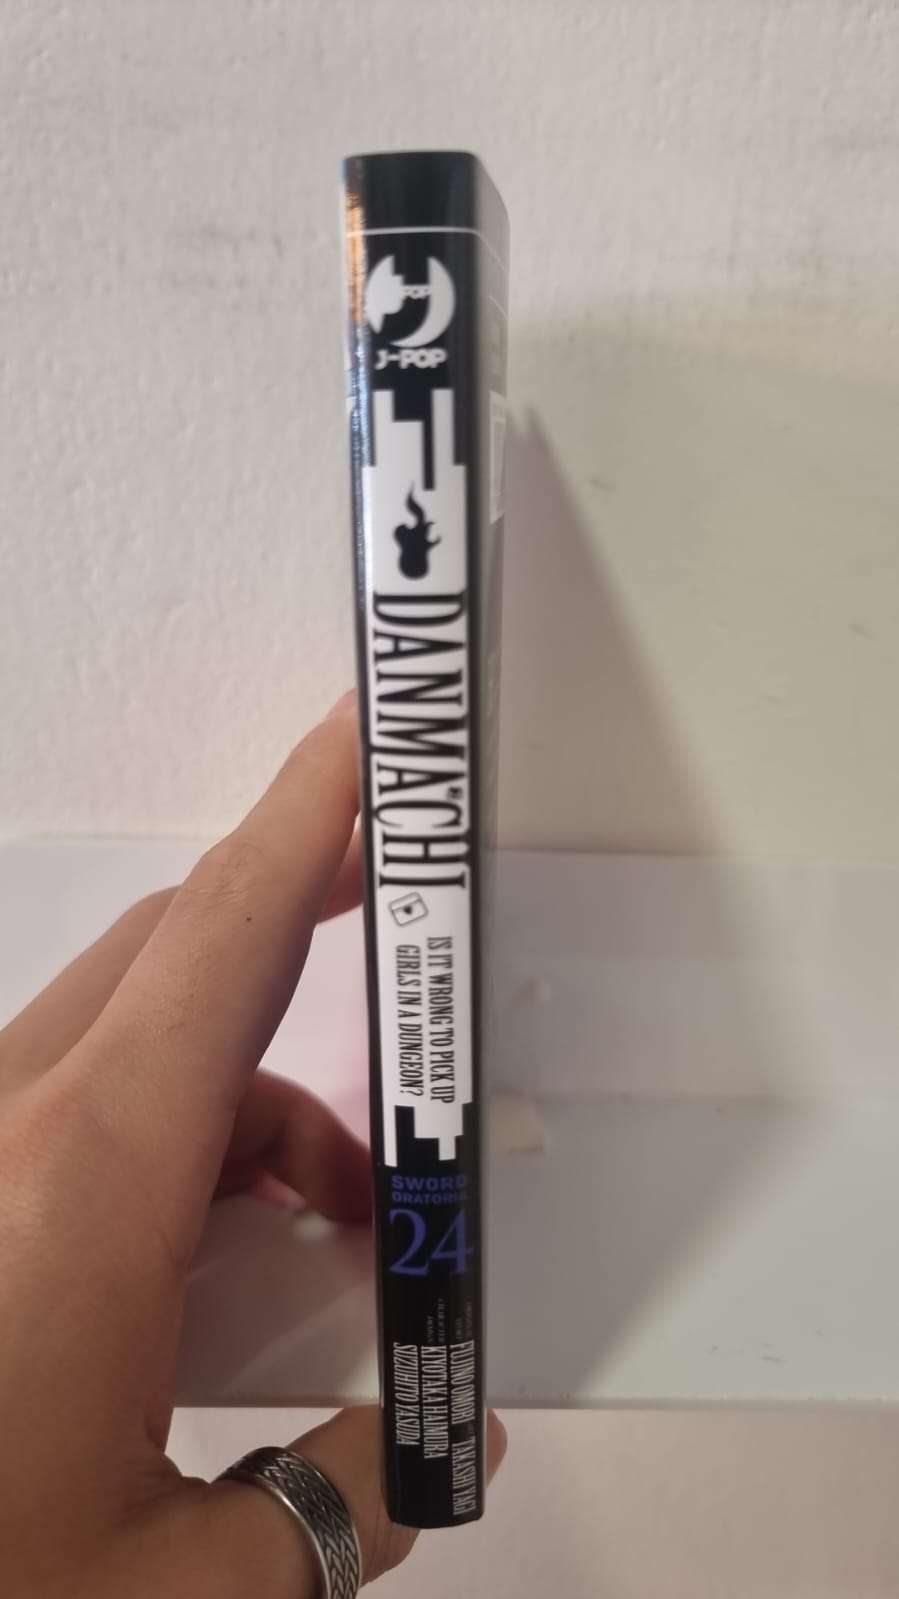 POP
J-POP
DANMACHI
IS IT WRONG TO PICK UP
GIRLS IN A DUNGEON?
SWORD
ORATORIA
24
FUJINO OMORI TAKASHI YAGI
KIYOTAKA HAIMURA
SUZUHITO YASUDA